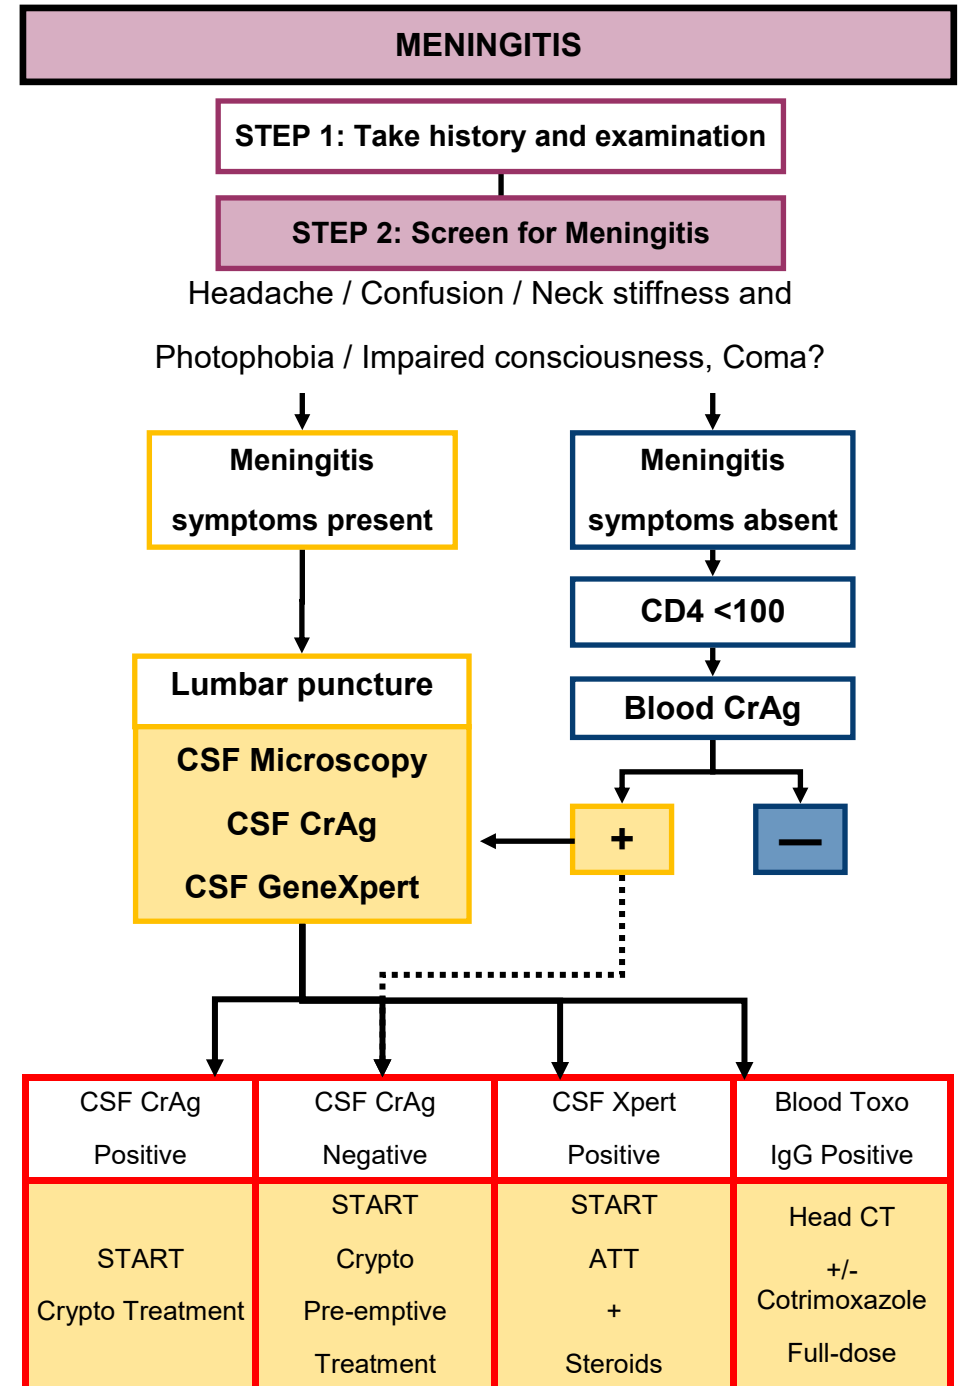 MENINGITIS
STEP 1: Take history and examination
STEP 2: Screen for Meningitis
Headache / Confusion / Neck stiffness and
Photophobia / Impaired consciousness, Coma?
Meningitis
symptoms present
Meningitis
symptoms absent
CD4 <100
Blood CrAg
Lumbar puncture
CSF Microscopy
CSF CrAg
CSF GeneXpert
+
—
CSF CrAg
Positive
CSF CrAg
Negative
CSF Xpert
Positive
Blood Toxo
IgG Positive
START
Crypto Treatment
START
Crypto
Pre-emptive
Treatment
START
ATT
+
Steroids
Head CT
+/-
Cotrimoxazole
Full-dose